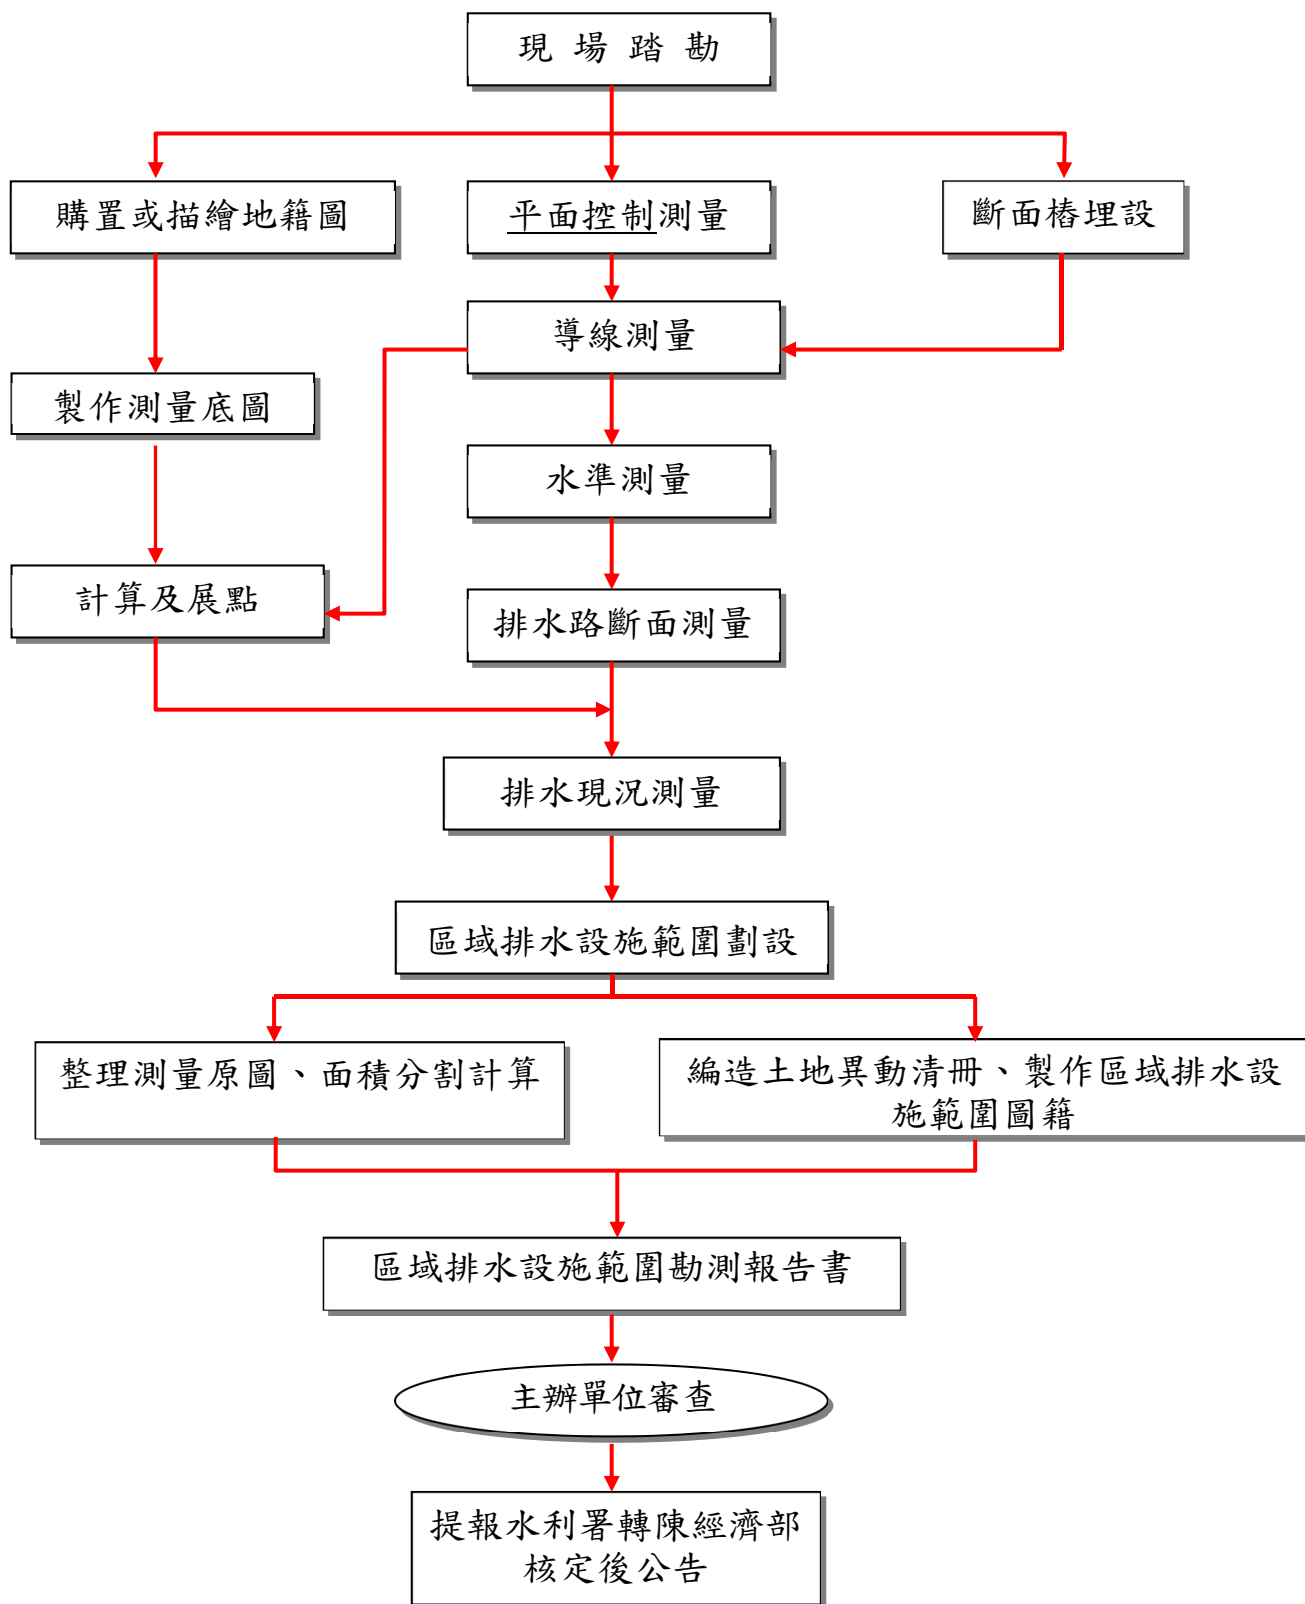 現場踏勘
購置或描繪地籍圖
平面控制測量
斷面樁埋設
導線測量
製作測量底圖
水準測量
計算及展點
排水路斷面測量
排水現況測量
區域排水設施範圍劃設
整理測量原圖、面積分割計算
編造土地異動清冊、製作區域排水設
施範圍圖籍
區域排水設施範圍勘測報告書
主辦單位審查
提報水利署轉陳經濟部
核定後公告